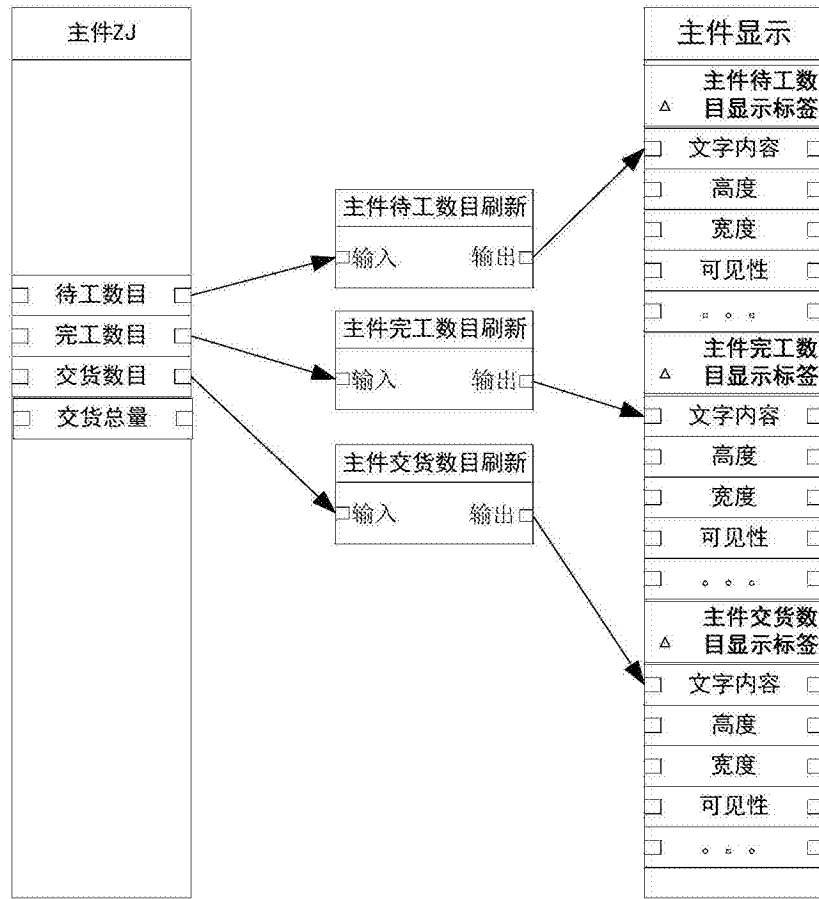 主件ZJ
待工数目
完工数目
交货数目
交货总量
主件待工数目刷新
输入 输出
主件完工数目刷新
输入 输出
主件交货数目刷新
输入 输出
主件显示
主件待工数
△ 目显示标签
文字内容
高度
宽度
可见性
。。。
主件完工数
△ 目显示标签
文字内容
高度
宽度
可见性
。。。
主件交货数
△ 目显示标签
文字内容
高度
宽度
可见性
。。。